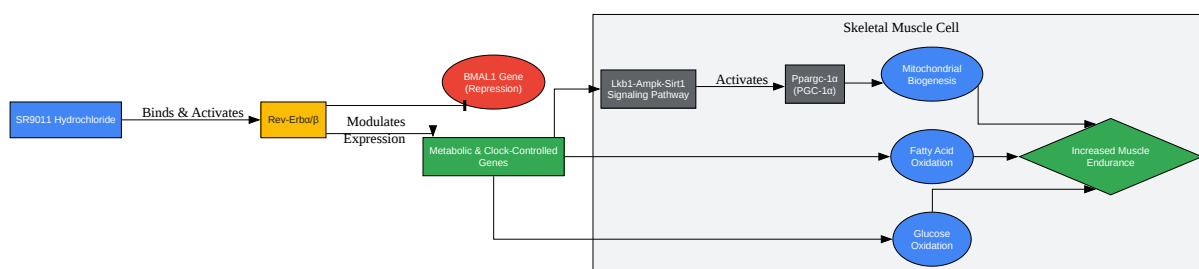 Skeletal Muscle Cell
BMAL1 Gene
(Repression)
Mitochondrial
Biogenesis
Lkb1-Ampk-Sirt1
Signaling Pathway
Activates
Ppargc-1α
(PGC-1α)
SR9011 Hydrochloride
Binds & Activates
Rev-Erbα/β
Modulates
Expression
Metabolic & Clock-Controlled
Genes
Fatty Acid
Oxidation
Increased Muscle
Endurance
Glucose
Oxidation